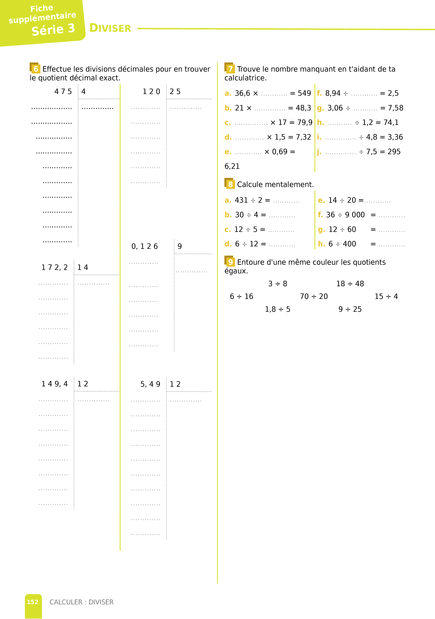 Fiche
supplémentaire
Série 3
DIVISER
6 Effectue les divisions décimales pour en trouver
le quotient décimal exact.
4 7 5 4
.................. ..............
..................
................
................
.............
.............
.............
.............
.............
.............
1 7 2, 2 1 4
............. ..............
.............
.............
.............
.............
.............
1 4 9, 4 1 2
............. ..............
.............
.............
.............
.............
.............
.............
.............
1 2 0 2 5
............. ..............
.............
.............
.............
.............
.............
0, 1 2 6 9
............. ..............
.............
.............
.............
.............
.............
5, 4 9 1 2
............. ..............
.............
.............
.............
.............
.............
.............
.............
.............
.............
7 Trouve le nombre manquant en t'aidant de ta
calculatrice.
a. 36,6 × ............ = 549
b. 21 × .............. = 48,3
c. ................ × 17 = 79,9
d. .............. × 1,5 = 7,32
e. ............ × 0,69 =
6,21
f. 8,94 ÷ ............ = 2,5
g. 3,06 ÷ ............ = 7,58
h. ........... ÷ 1,2 = 74,1
i. .............. ÷ 4,8 = 3,36
j. .............. ÷ 7,5 = 295
8 Calcule mentalement.
a. 431 ÷ 2 = ............
b. 30 ÷ 4 = ............
c. 12 ÷ 5 = ............
d. 6 ÷ 12 = ............
e. 14 ÷ 20 =............
f. 36 ÷ 9 000 = ............
g. 12 ÷ 60 = ............
h. 6 ÷ 400 = ............
9 Entoure d'une même couleur les quotients
égaux.
3 ÷ 8 18 ÷ 48
6 ÷ 16 70 ÷ 20 15 ÷ 4
1,8 ÷ 5 9 ÷ 25
152 CALCULER : DIVISER